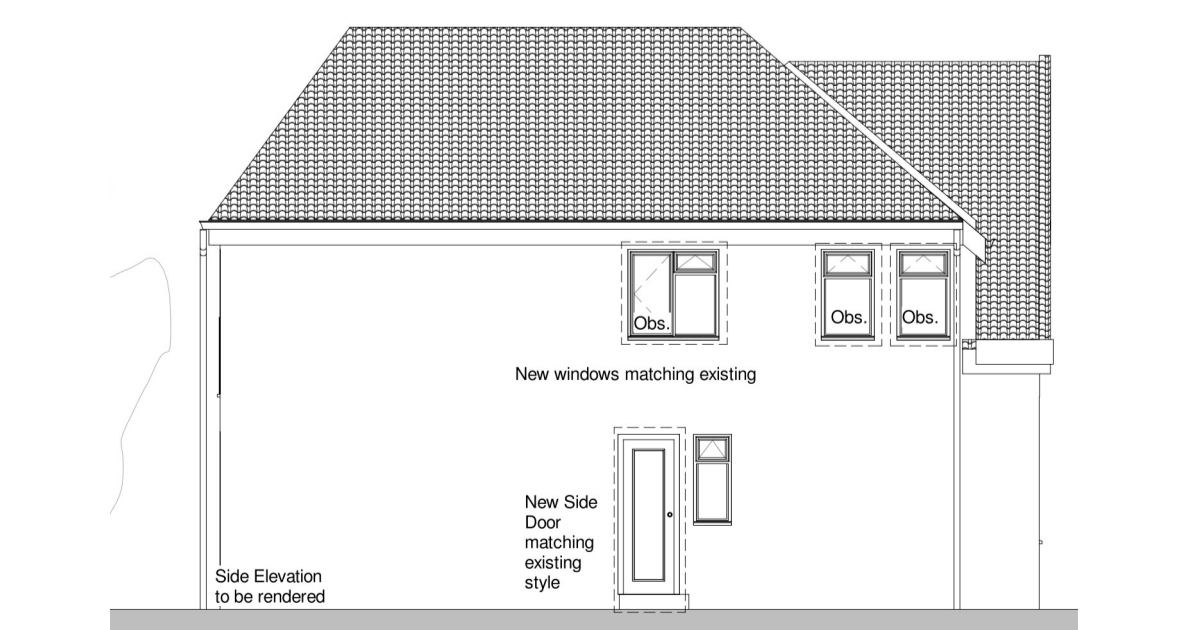 Obs.
Obs.
Obs.
New windows matching existing
New Side
Door
matching
existing
style
Side Elevation
to be rendered